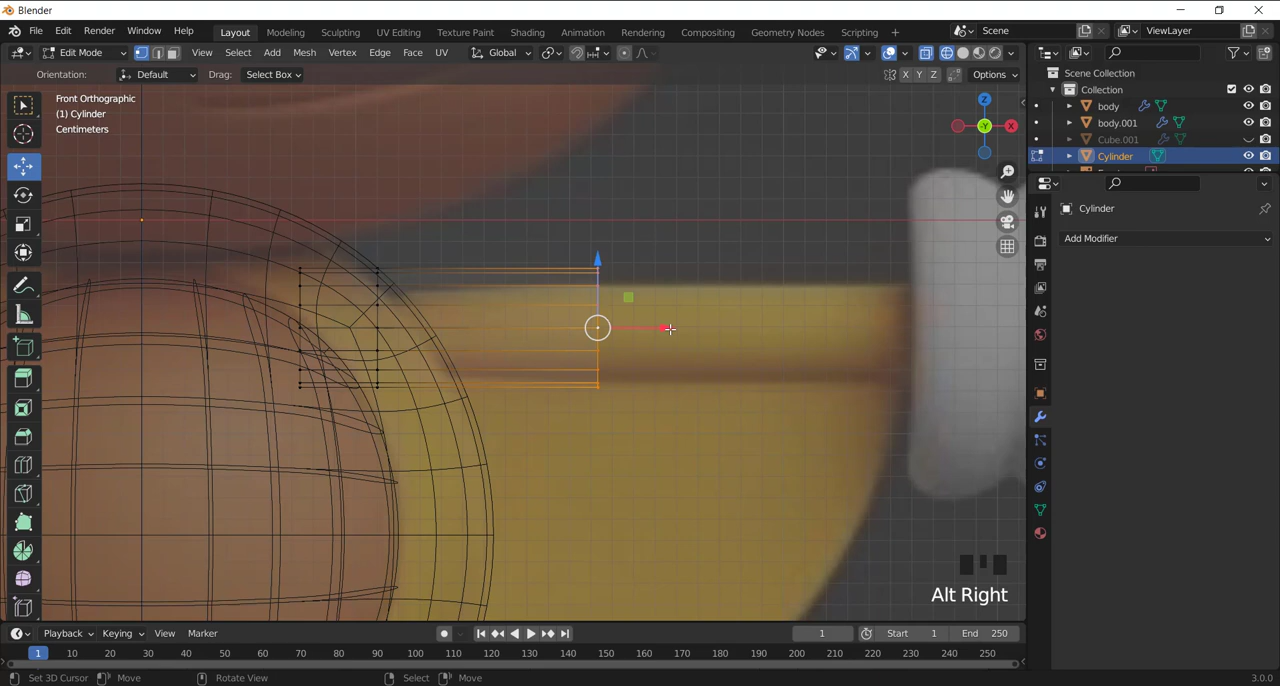 Blender
File Edit Render Window Help Layout Modeling Sculpting UV Editing Texture Paint Shading Animation Rendering Compositing Geometry Nodes Scripting + Scene ViewLayer
Edit Mode View Select Add Mesh Vertex Edge Face UV Global
Orientation: Default Drag: Select Box X Y Z Options
Scene Collection
Collection
body
body.001
Cube.001
Cylinder
Front Orthographic
(1) Cylinder
Centimeters
Z
-Y
X
Cylinder
Add Modifier
Alt Right
Playback Keying View Marker 1 Start 1 End 250
1 10 20 30 40 50 60 70 80 90 100 110 120 130 140 150 160 170 180 190 200 210 220 230 240 250
Set 3D Cursor Move Rotate View Select Move 3.0.0